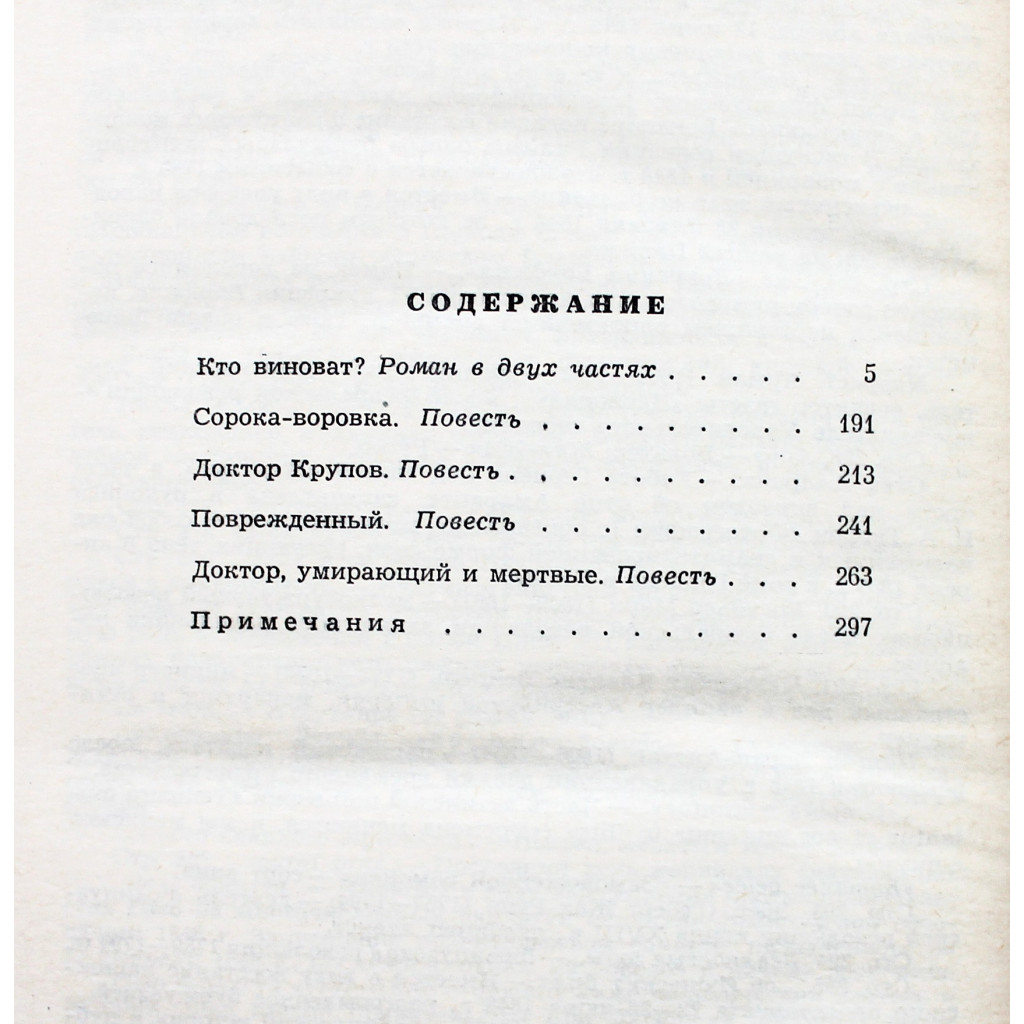 СОДЕРЖАНИЕ
Кто виноват? Роман в двух частях . . . . . 5
Сорока-воровка. Повесть . . . . . . . . . 191
Доктор Крупов. Повесть . . . . . . . . . . 213
Поврежденный. Повесть . . . . . . . . . 241
Доктор, умирающий и мертвые. Повесть . . . 263
Примечания . . . . . . . . . . . . 297